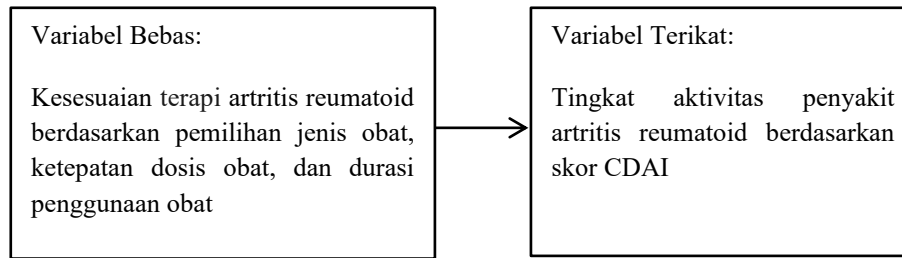 Variabel Bebas:
Kesesuaian terapi artritis reumatoid
berdasarkan pemilihan jenis obat,
ketepatan dosis obat, dan durasi
penggunaan obat
Variabel Terikat:
Tingkat aktivitas penyakit
artritis reumatoid berdasarkan
skor CDAI